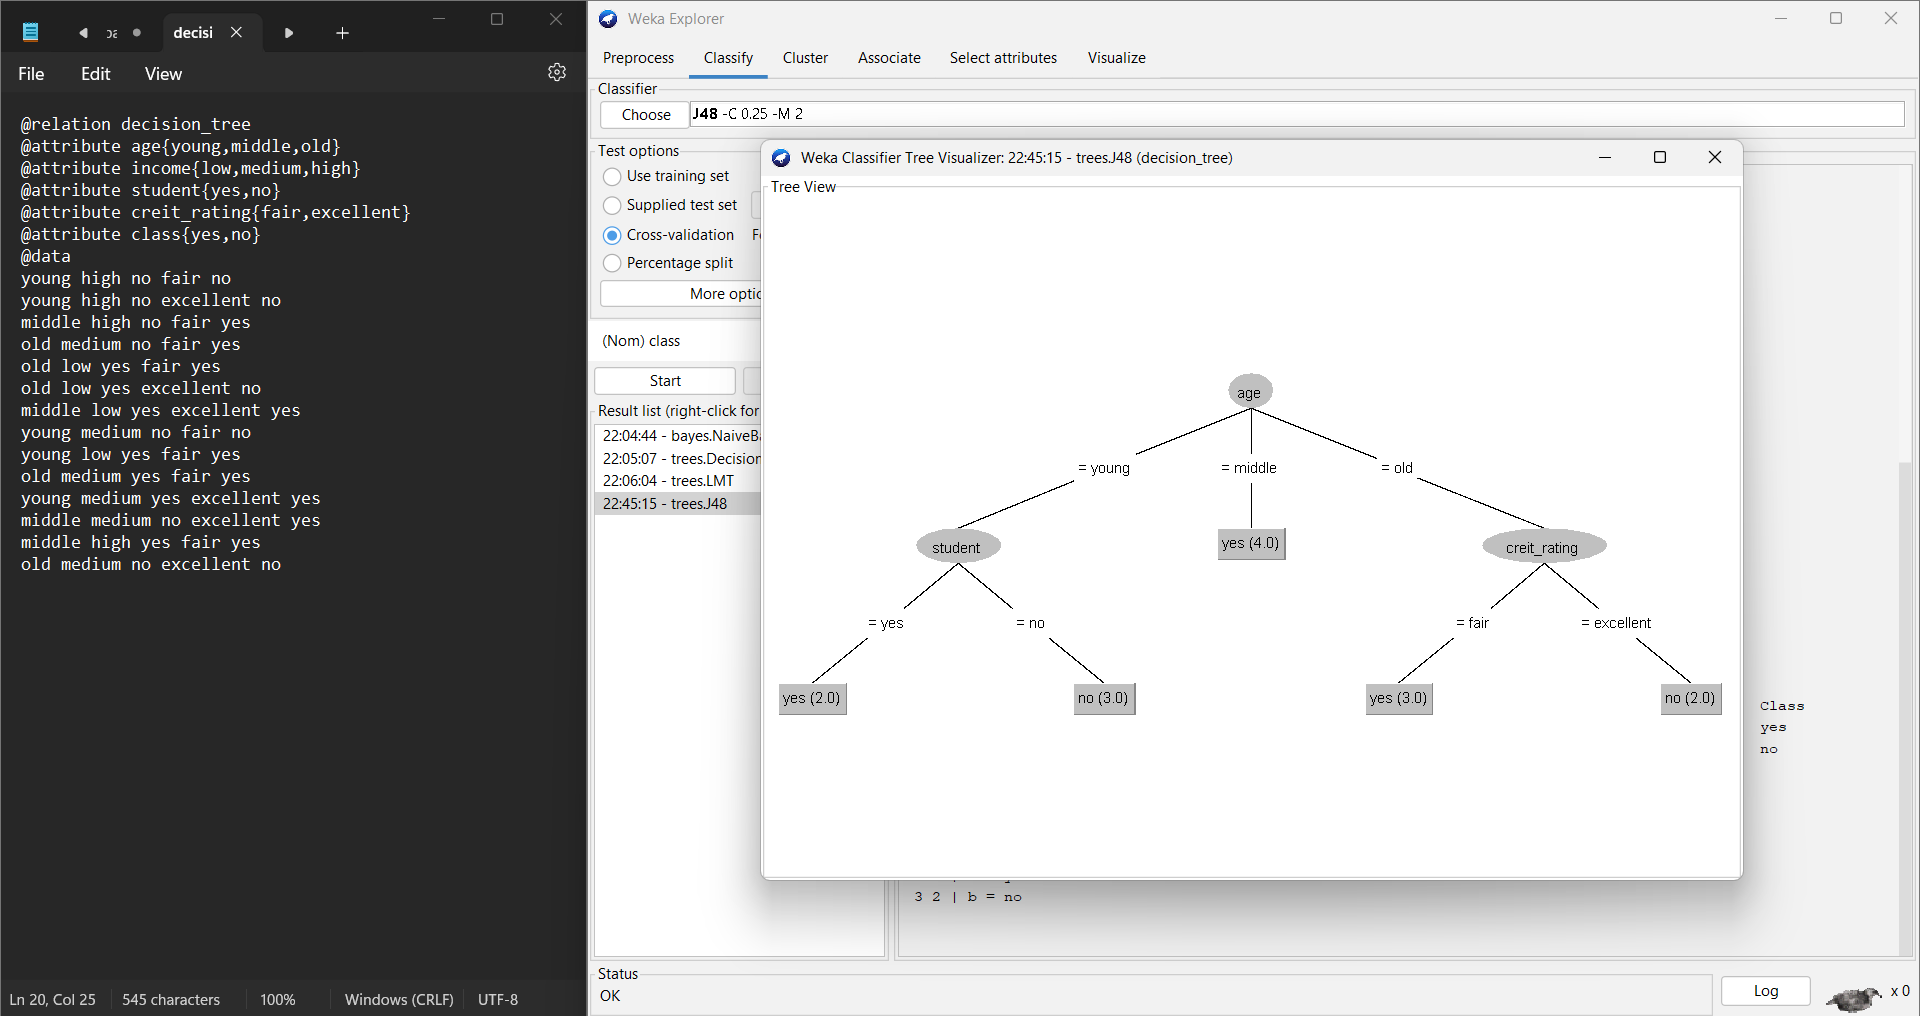 decisi
File Edit View
@relation decision_tree
@attribute age{young,middle,old}
@attribute income{low,medium,high}
@attribute student{yes,no}
@attribute creit_rating{fair,excellent}
@attribute class{yes,no}
@data
young high no fair no
young high no excellent no
middle high no fair yes
old medium no fair yes
old low yes fair yes
old low yes excellent no
middle low yes excellent yes
young medium no fair no
young low yes fair yes
old medium yes fair yes
young medium yes excellent yes
middle medium no excellent yes
middle high yes fair yes
old medium no excellent no
Ln 20, Col 25 545 characters 100% Windows (CRLF) UTF-8
Weka Explorer
Preprocess Classify Cluster Associate Select attributes Visualize
Classifier
Choose J48 -C 0.25 -M 2
Test options
Use training set
Supplied test set
Cross-validation
Percentage split
More optio
(Nom) class
Start
Result list (right-click for
22:04:44 - bayes.NaiveBa
22:05:07 - trees.Decision
22:06:04 - trees.LMT
22:45:15 - trees.J48
Weka Classifier Tree Visualizer: 22:45:15 - trees.J48 (decision_tree)
Tree View
age
= young = middle = old
student yes (4.0) creit_rating
= yes = no = fair = excellent
yes (2.0) no (3.0) yes (3.0) no (2.0)
Class
yes
no
3 2 | b = no
Status
OK
Log x 0